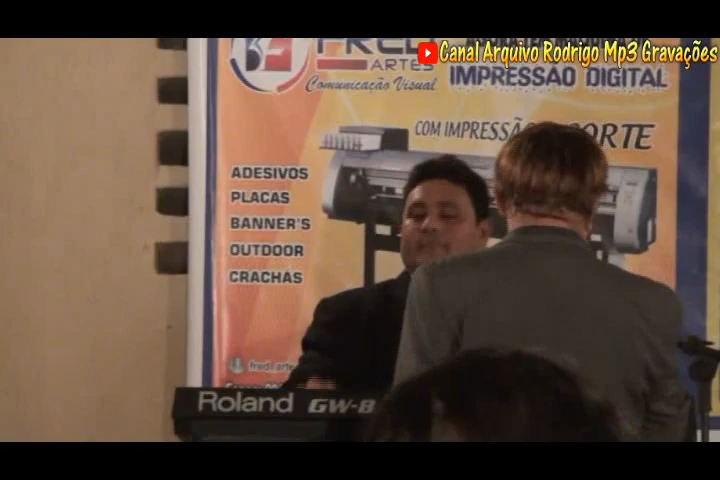 Canal Arquivo Rodrigo Mp3 Gravações
ARTES
Comunicação Visual
IMPRESSÃO DIGITAL
COM IMPRESSÃO
CORTE
ADESIVOS
PLACAS
BANNER'S
OUTDOOR
CRACHÁS
Roland GW-8